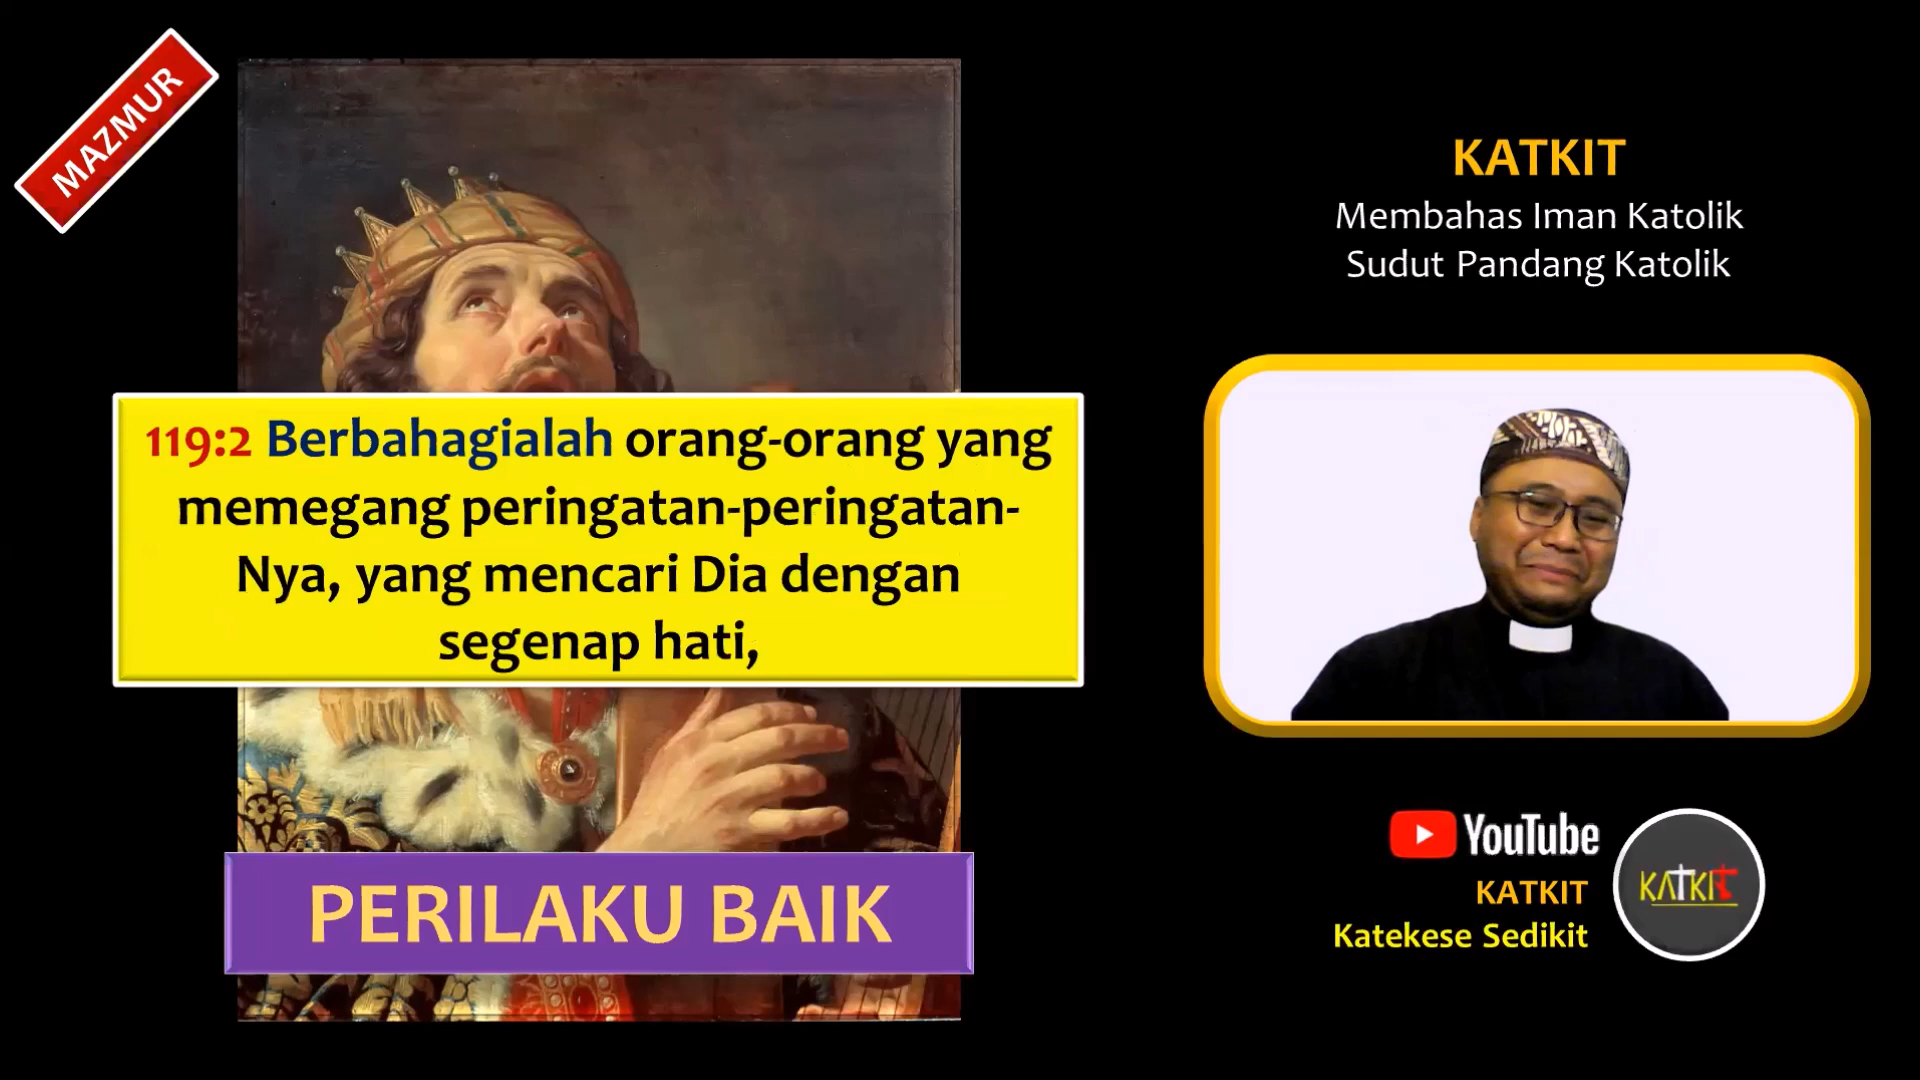 MAZMUR
119:2 Berbahagialah orang-orang yang
memegang peringatan-peringatan-
Nya, yang mencari Dia dengan
segenap hati,
PERILAKU BAIK
KATKIT
Membahas Iman Katolik
Sudut Pandang Katolik
YouTube
KATKIT
Katekese Sedikit
KATKIT